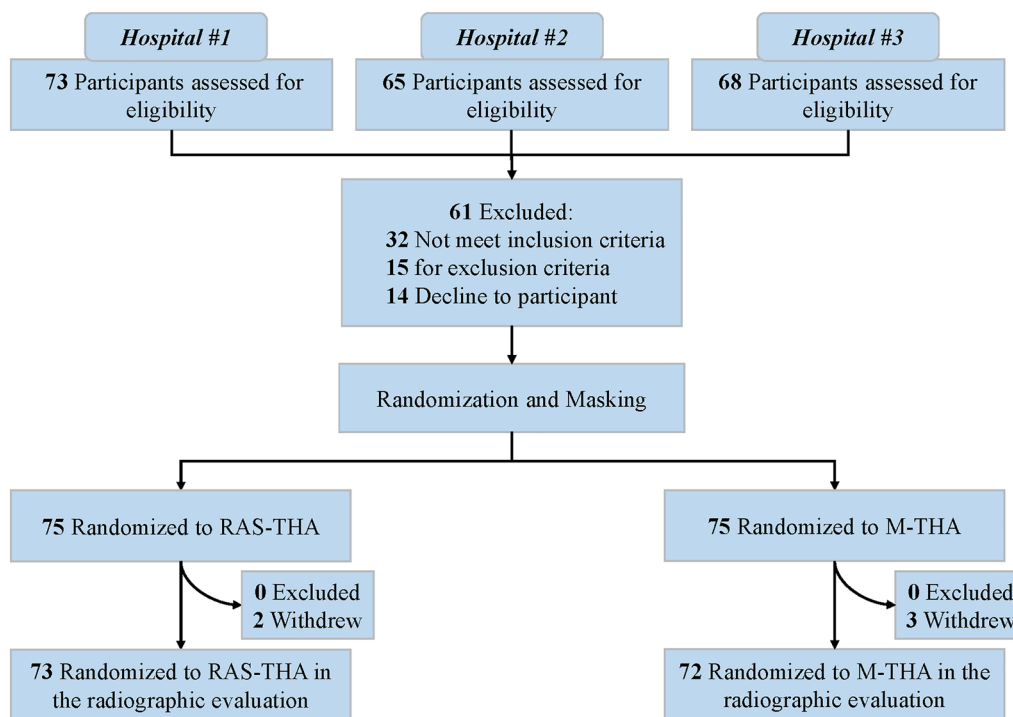 Hospital #1
73 Participants assessed for
eligibility
Hospital #2
65 Participants assessed for
eligibility
Hospital #3
68 Participants assessed for
eligibility
61 Excluded:
32 Not meet inclusion criteria
15 for exclusion criteria
14 Decline to participant
Randomization and Masking
75 Randomized to RAS-THA
0 Excluded
2 Withdrew
73 Randomized to RAS-THA in
the radiographic evaluation
75 Randomized to M-THA
0 Excluded
3 Withdrew
72 Randomized to M-THA in the
radiographic evaluation